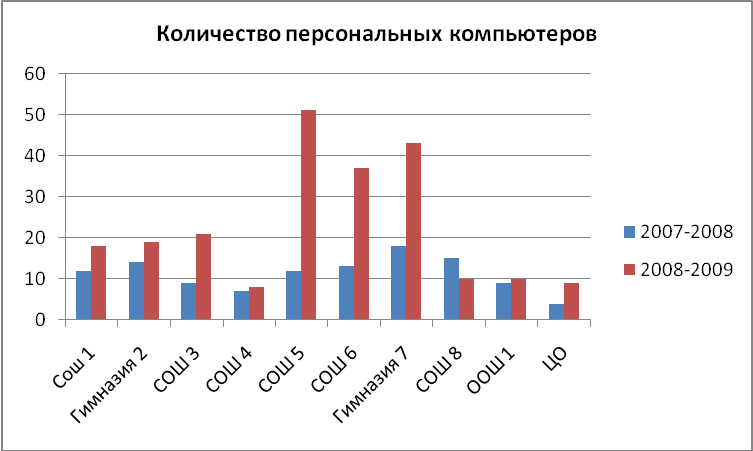 Количество персональных компьютеров
60
50
40
30
20
10
0
Сош 1
Гимназия 2
СОШ 3
СОШ 4
СОШ 5
СОШ 6
Гимназия 7
СОШ 8
ООШ 1
ЦО
2007-2008
2008-2009